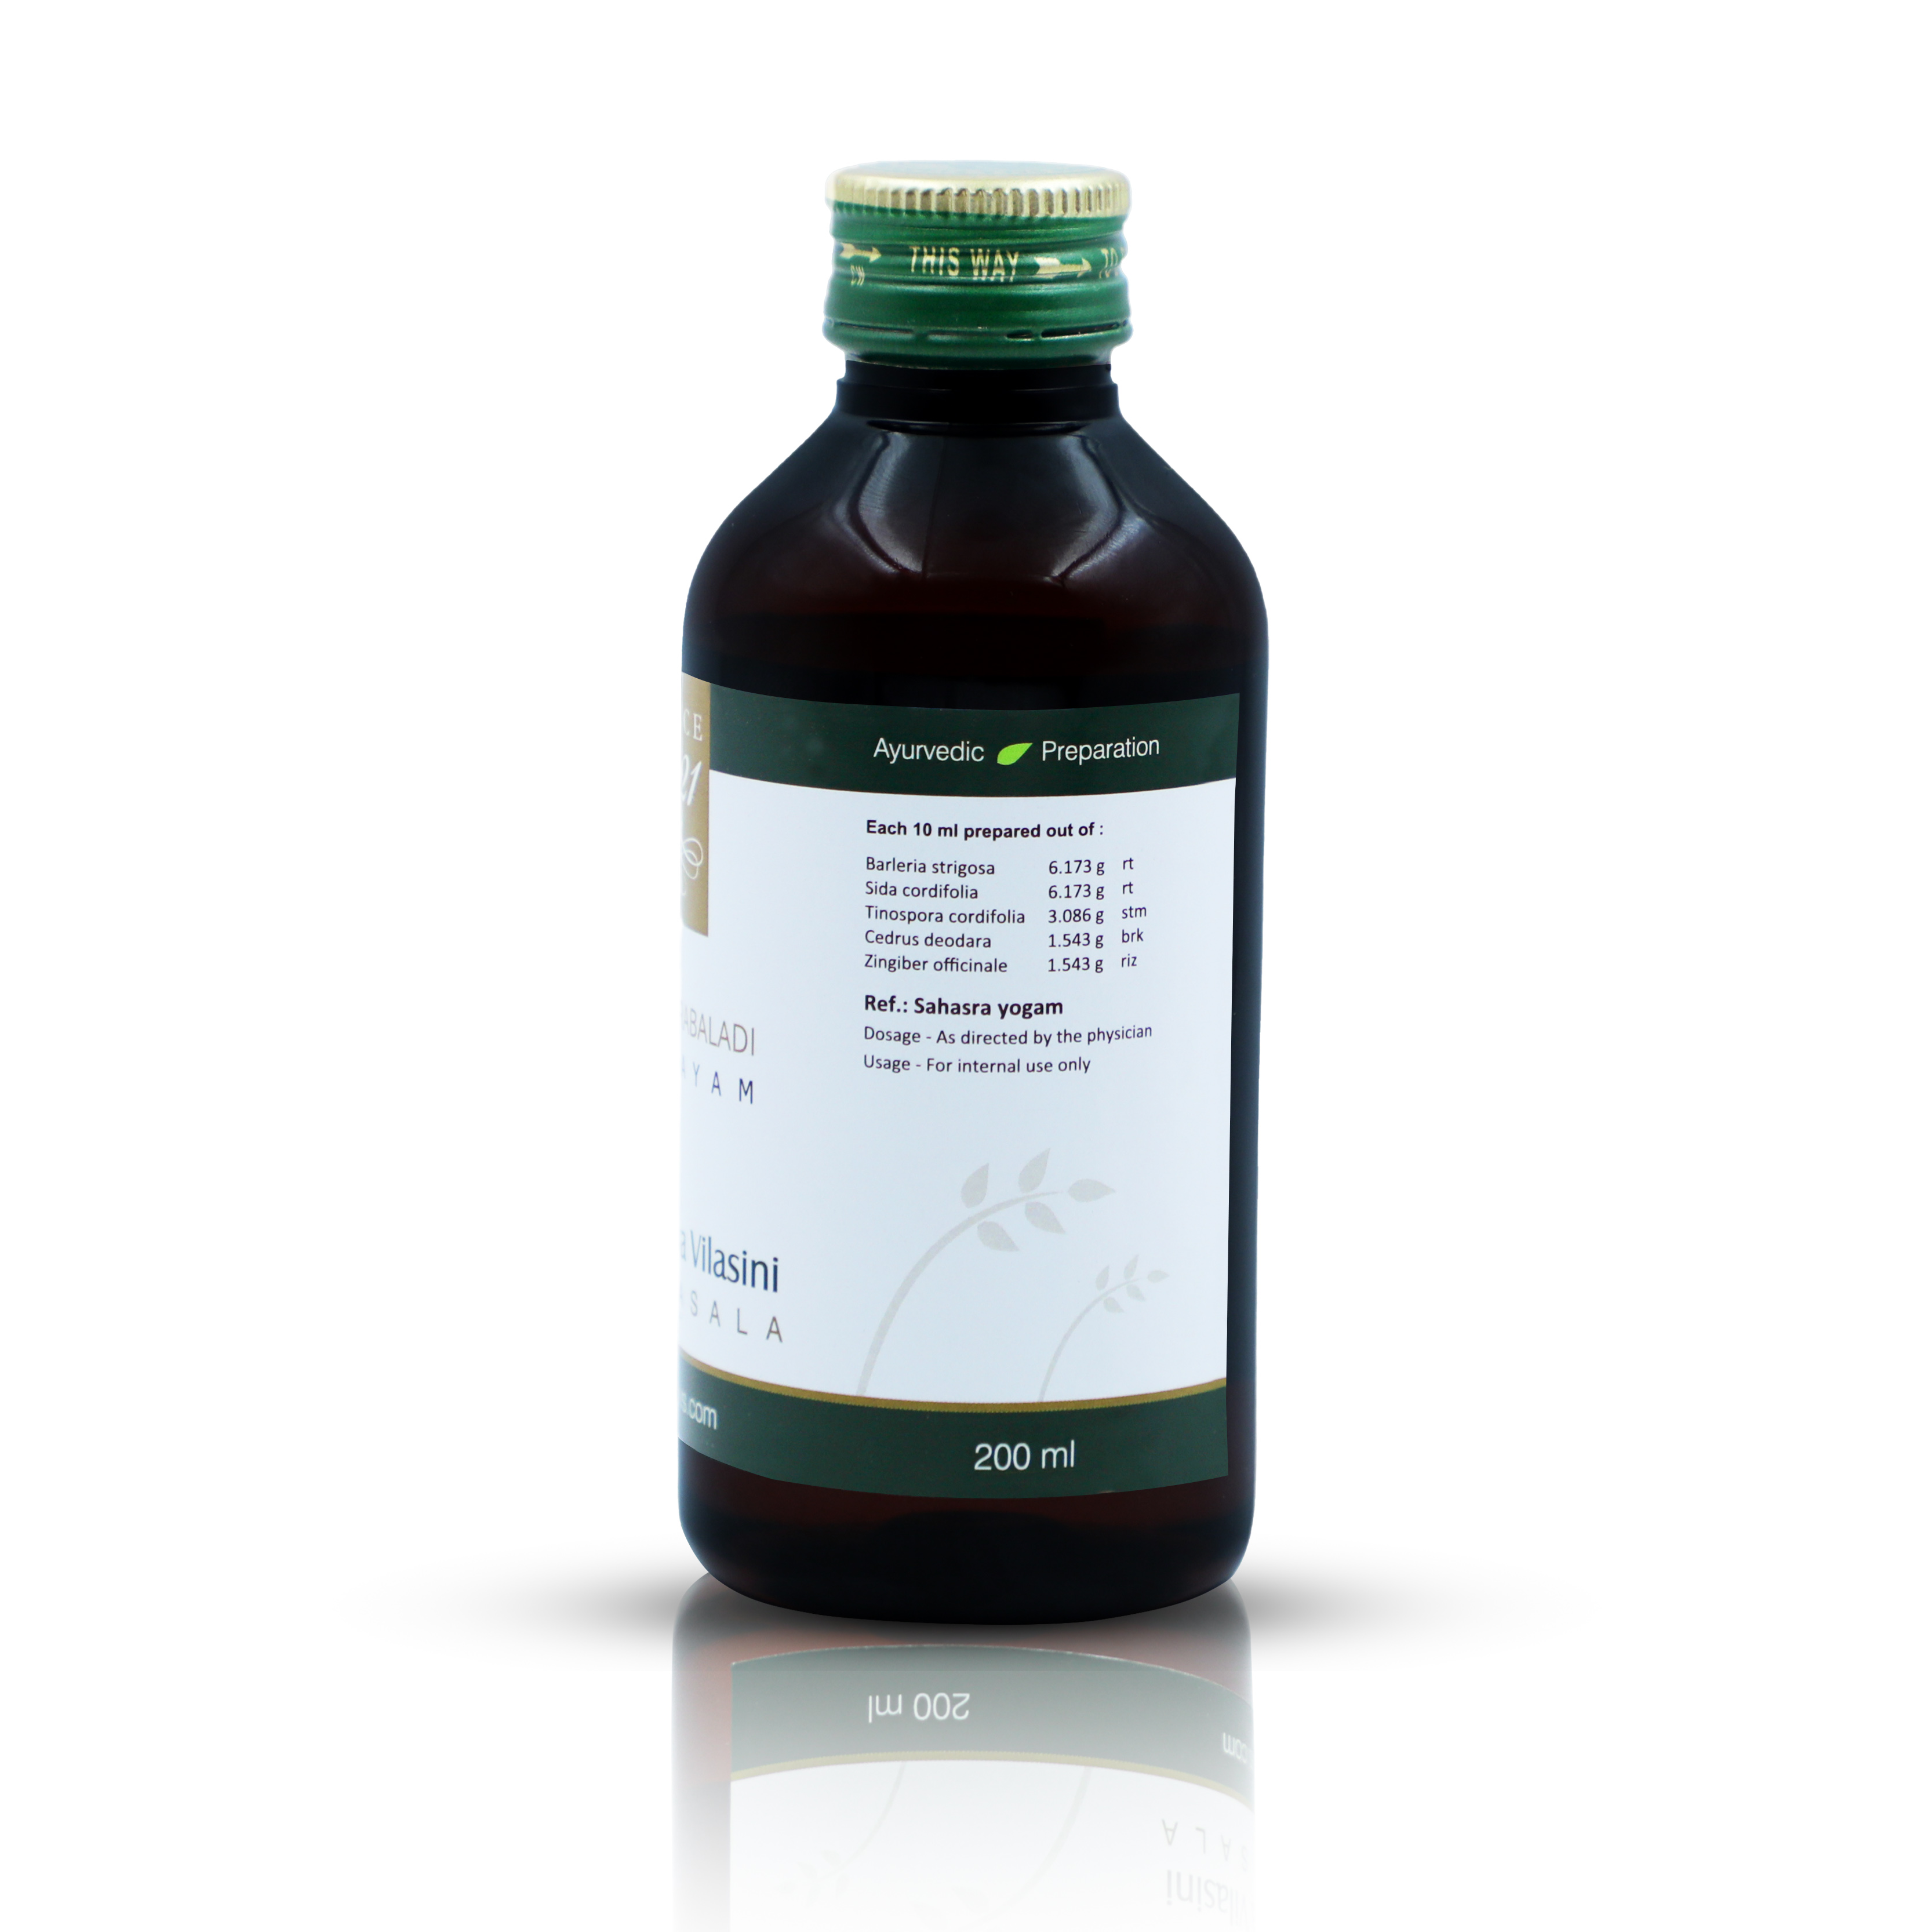 THIS WAY
Ayurvedic Preparation
Each 10 ml prepared out of :
Barleria strigosa 6.173 g rt
Sida cordifolia 6.173 g rt
Tinospora cordifolia 3.086 g stm
Cedrus deodara 1.543 g brk
Zingiber officinale 1.543 g riz
Ref.: Sahasra yogam
Dosage - As directed by the physician
Usage - For internal use only
Vilasini
200 ml